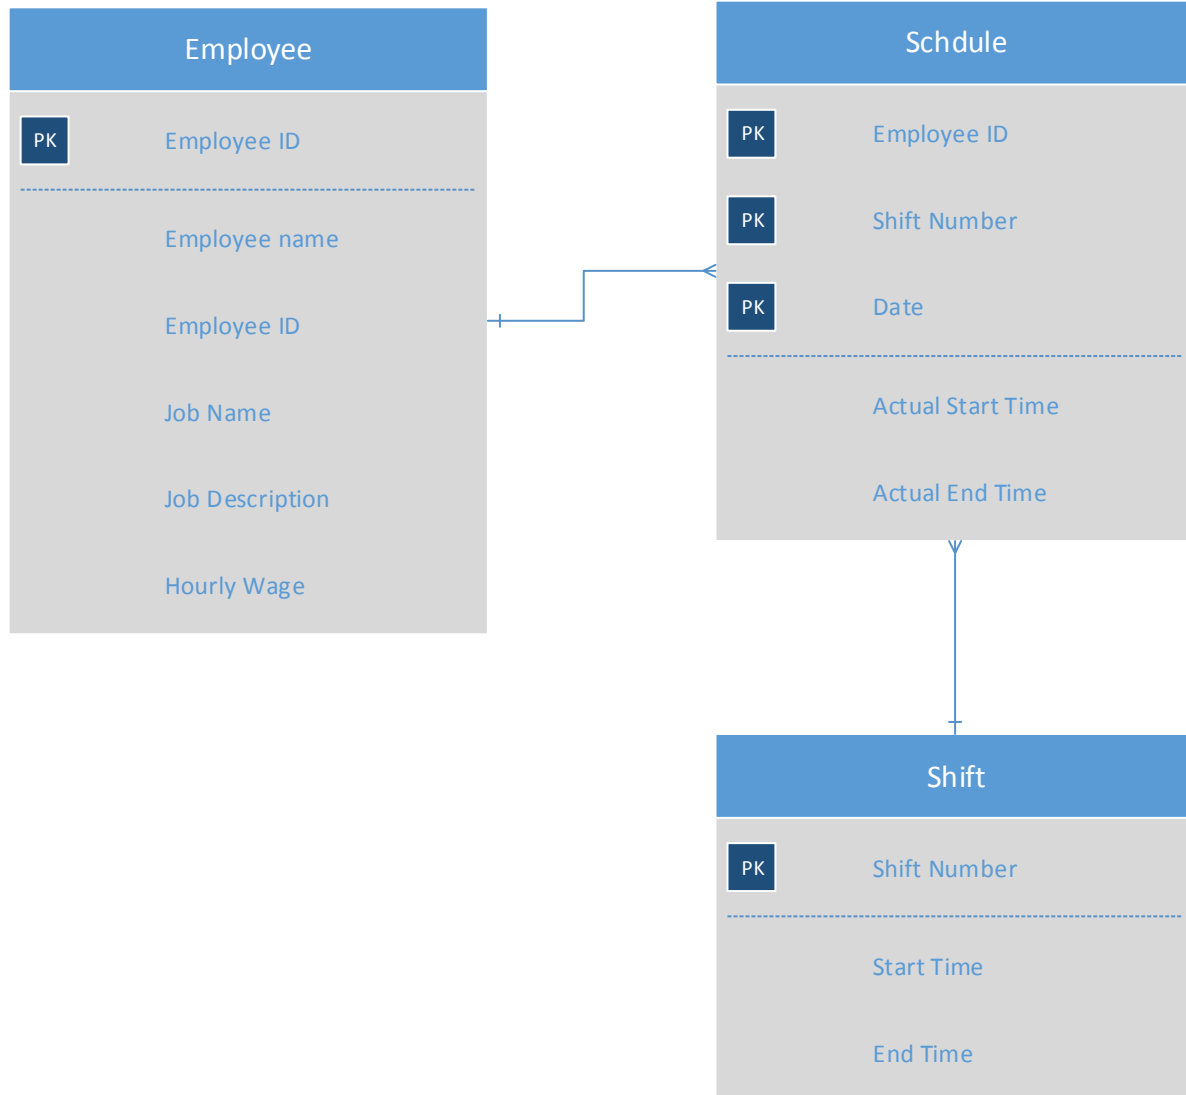 Employee
PK Employee ID
Employee name
Employee ID
Job Name
Job Description
Hourly Wage
Schdule
PK Employee ID
PK Shift Number
PK Date
Actual Start Time
Actual End Time
Shift
PK Shift Number
Start Time
End Time